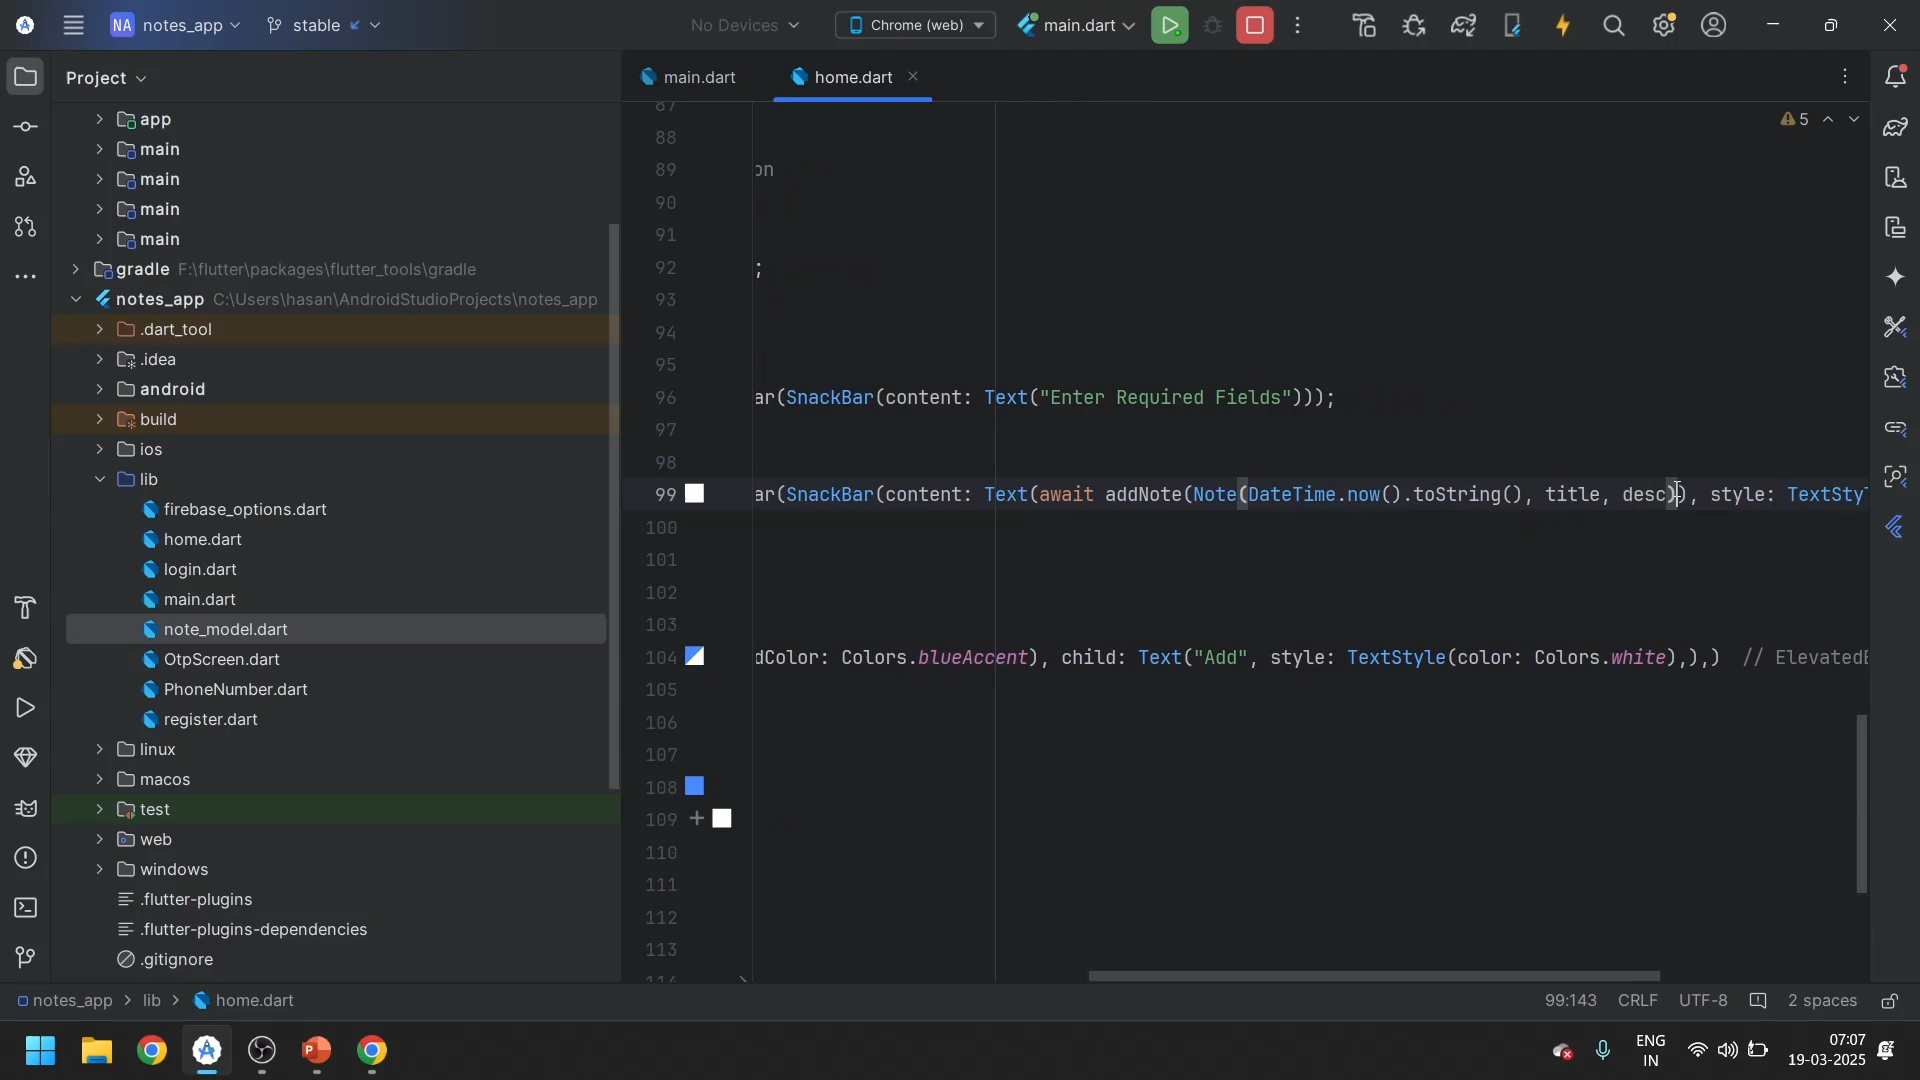 NA notes_app
stable
No Devices
Chrome (web)
main.dart
Project
app
main
main
main
main
gradle F:\flutter\packages\flutter_tools\gradle
notes_app C:\Users\hasan\AndroidStudioProjects\notes_app
.dart_tool
.idea
android
build
ios
lib
firebase_options.dart
home.dart
login.dart
main.dart
note_model.dart
OtpScreen.dart
PhoneNumber.dart
register.dart
linux
macos
test
web
windows
.flutter-plugins
.flutter-plugins-dependencies
.gitignore
main.dart
home.dart
5
87
88
89 on
90
91
92 ;
93
94
95
96 ar(SnackBar(content: Text("Enter Required Fields")));
97
98
99 ar(SnackBar(content: Text(await addNote(Note(DateTime.now().toString(), title, desc)), style: TextSty
100
101
102
103
104 dColor: Colors.blueAccent), child: Text("Add", style: TextStyle(color: Colors.white),),) // Elevated
105
106
107
108
109
110
111
112
113
114
notes_app > lib > home.dart
99:143 CRLF UTF-8 2 spaces
ENG
IN
07:07
19-03-2025